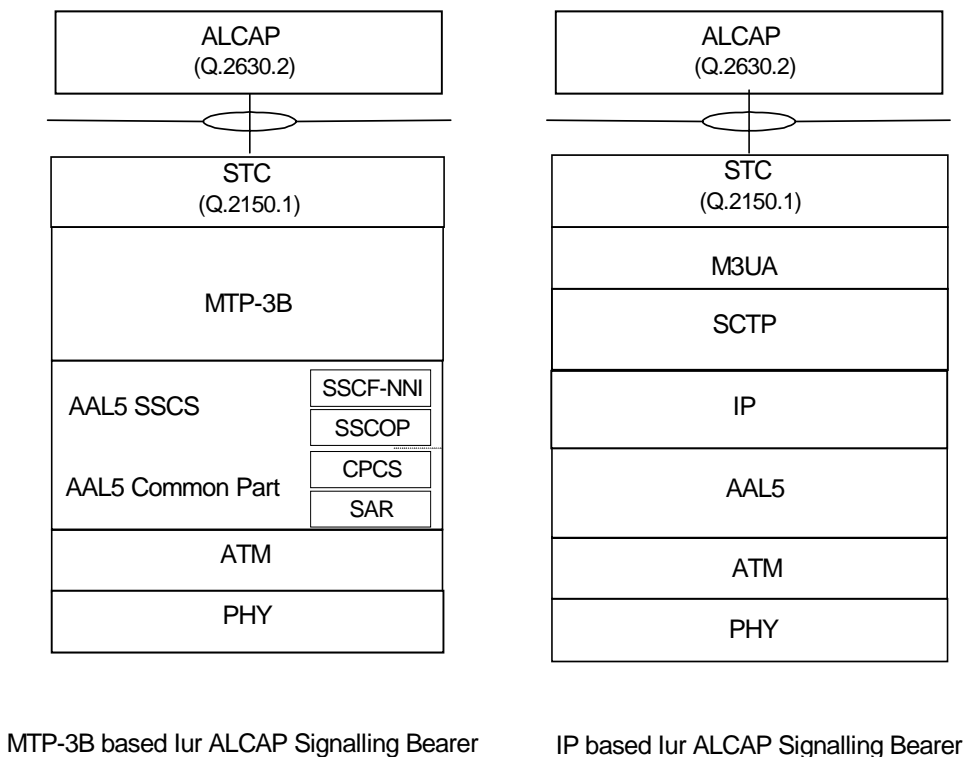 ALCAP
(Q.2630.2)
STC
(Q.2150.1)
MTP-3B
AAL5 SSCS
SSCF-NNI
SSCOP
AAL5 Common Part
CPCS
SAR
ATM
PHY
MTP-3B based Iur ALCAP Signalling Bearer
ALCAP
(Q.2630.2)
STC
(Q.2150.1)
M3UA
SCTP
IP
AAL5
ATM
PHY
IP based Iur ALCAP Signalling Bearer